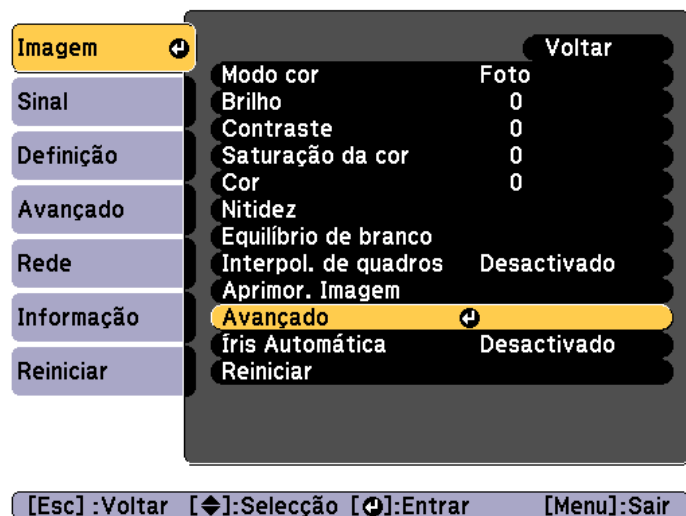 Imagem
Sinal
Definição
Avançado
Rede
Informação
Reiniciar
Voltar
Modo cor Foto
Brilho 0
Contraste 0
Saturação da cor 0
Cor 0
Nitidez
Equilíbrio de branco
Interpol. de quadros Desactivado
Aprimor. Imagem
Avançado
Íris Automática Desactivado
Reiniciar
[Esc] :Voltar [◆]:Selecção [↵]:Entrar [Menu]:Sair